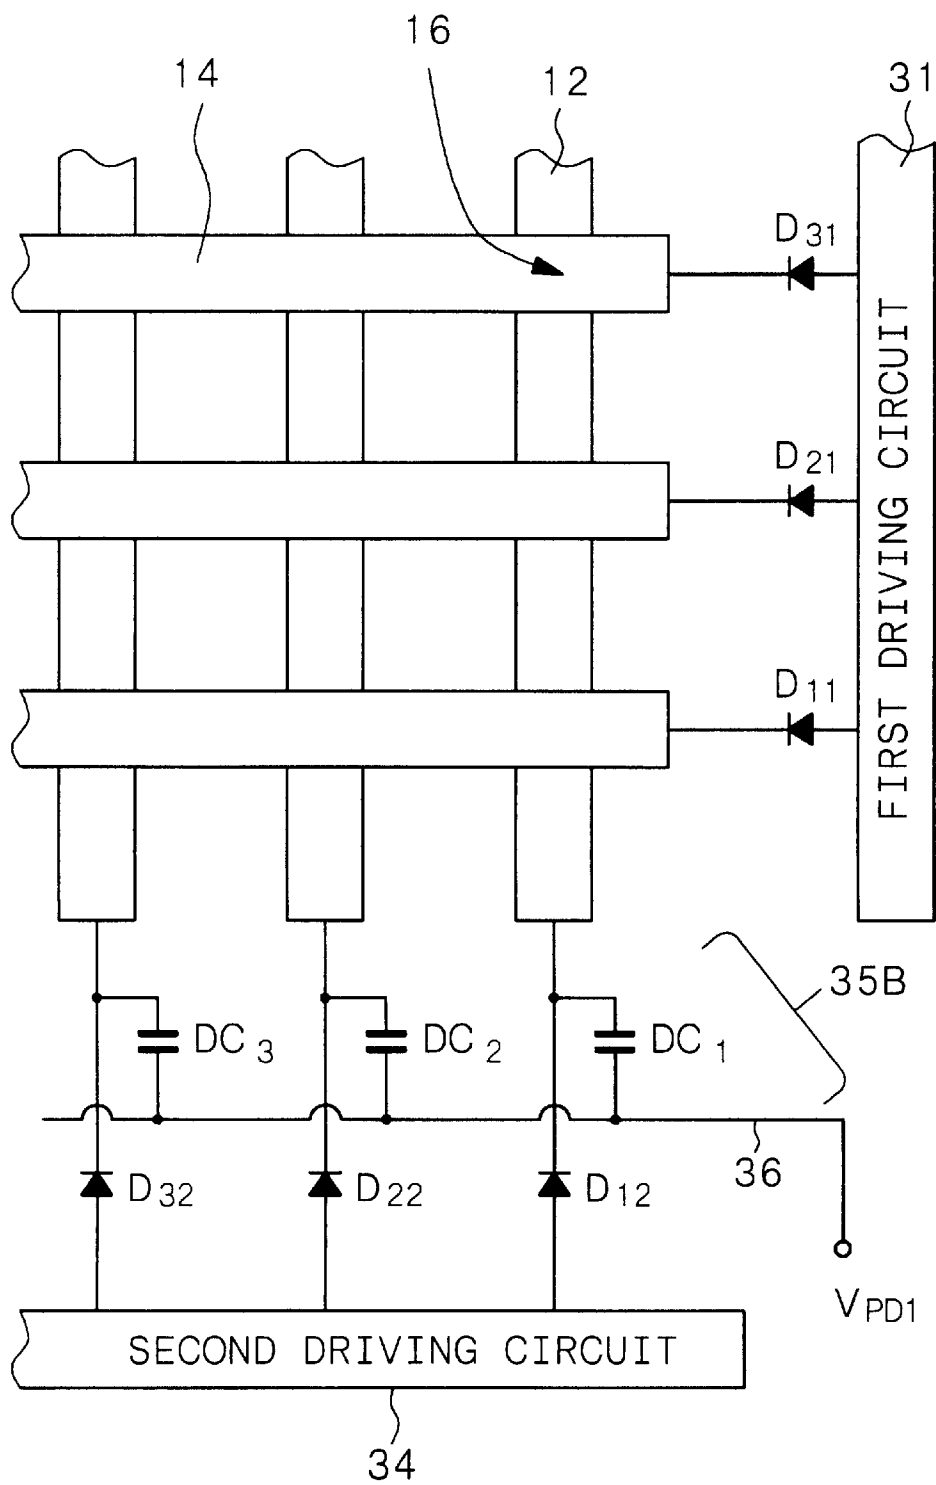 16
14
12
31
D31
D21
D11
FIRST DRIVING CIRCUIT
35B
DC3
DC2
DC1
36
D32
D22
D12
VPD1
SECOND DRIVING CIRCUIT
34